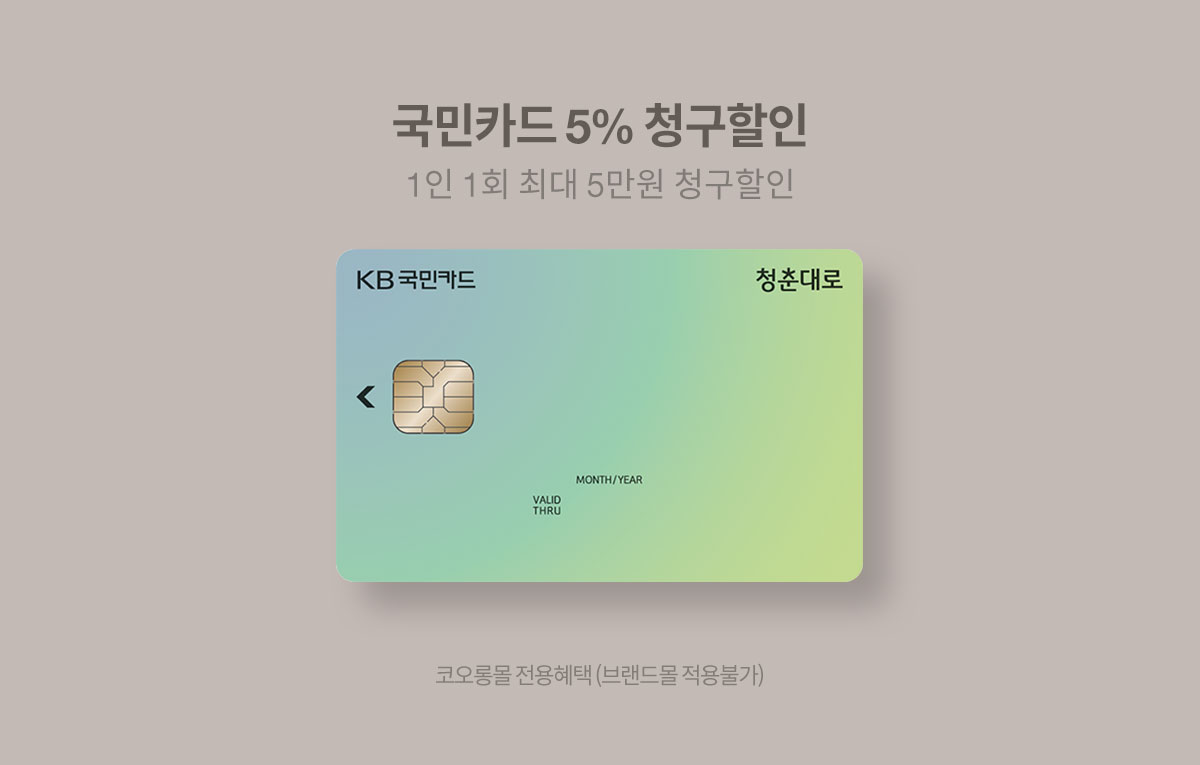 국민카드 5% 청구할인
1인 1회 최대 5만원 청구할인
KB 국민카드
청춘대로
MONTH/YEAR
VALID
THRU
코오롱몰 전용혜택 (브랜드몰 적용불가)